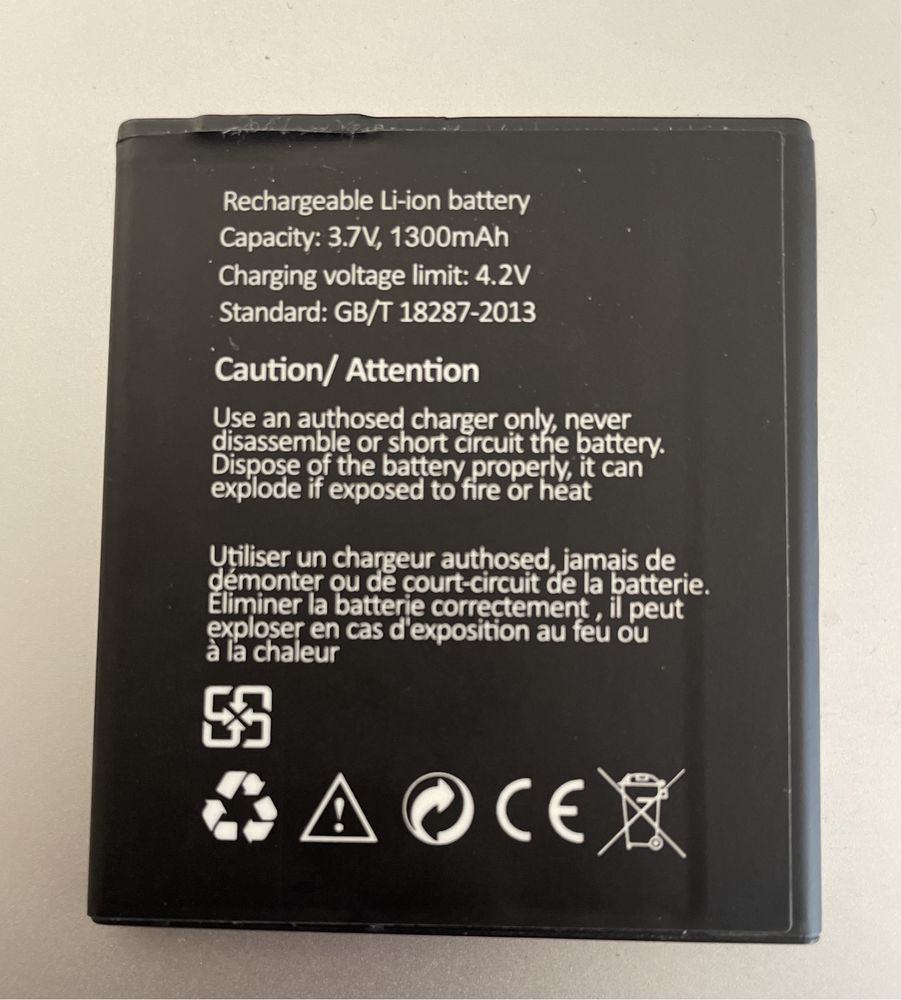 Rechargeable Li-ion battery
Capacity: 3.7V, 1300mAh
Charging voltage limit: 4.2V
Standard: GB/T 18287-2013
Caution/ Attention
Use an authosed charger only, never
disassemble or short circuit the battery.
Dispose of the battery properly, it can
explode if exposed to fire or heat
Utiliser un chargeur authosed, jamais de
démonter ou de court-circuit de la batterie.
Éliminer la batterie correctement , il peut
exploser en cas d'exposition au feu ou
à la chaleur
CE